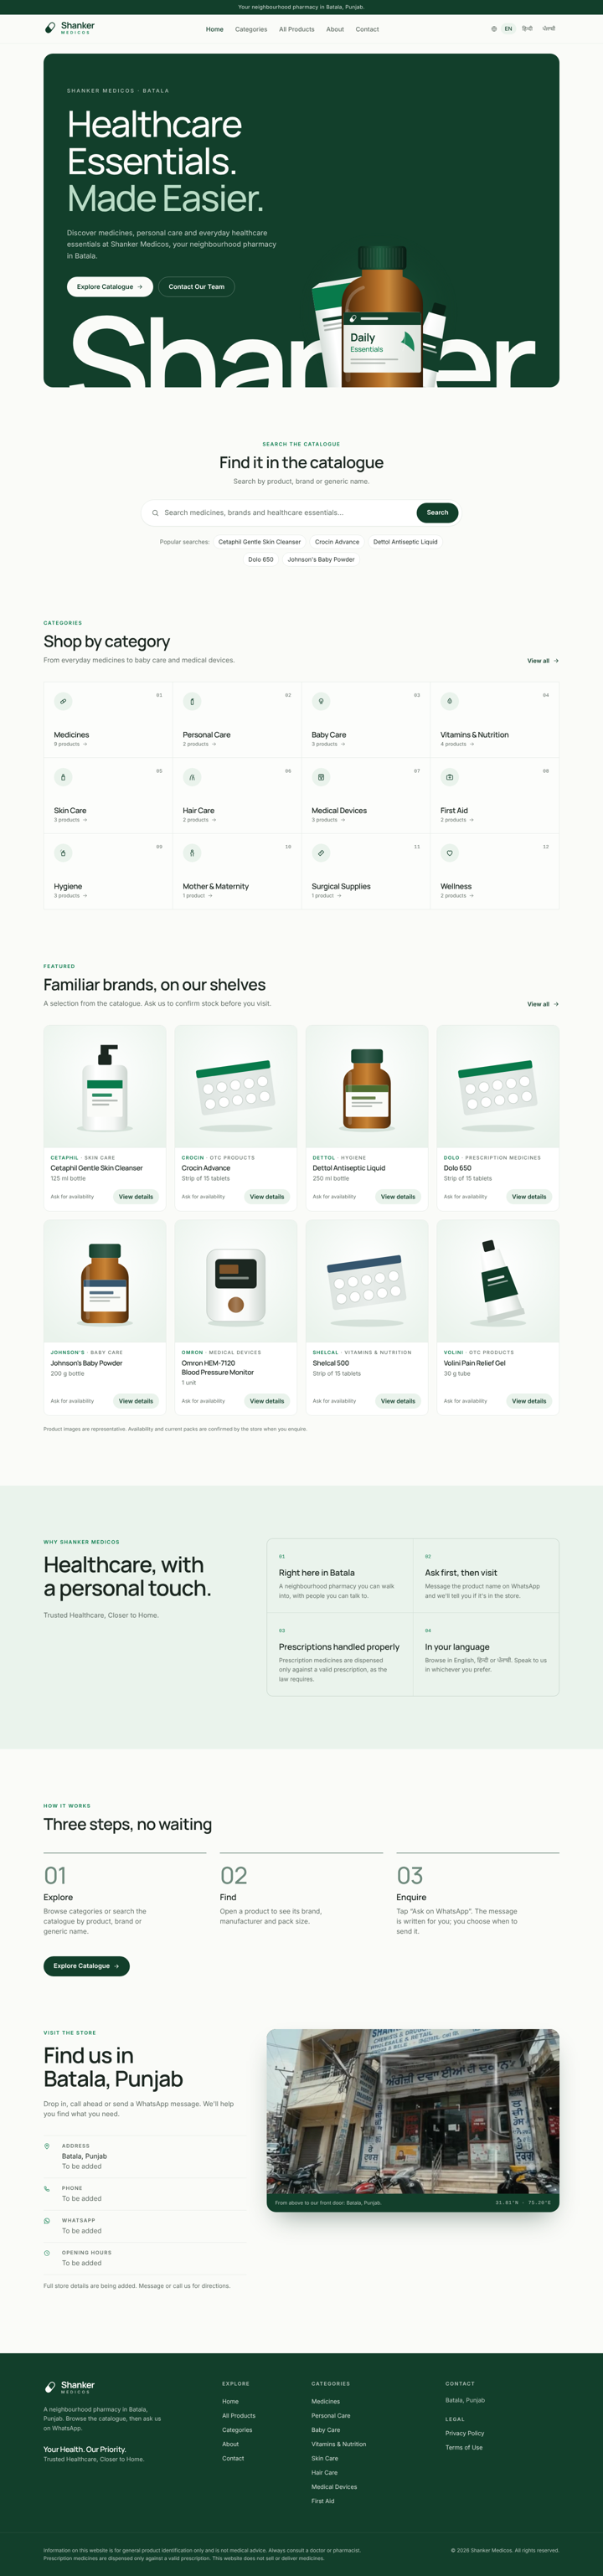 Your neighbourhood pharmacy in Batala, Punjab.
Shanker
MEDICOS
Home Categories All Products About Contact
EN हिन्दी ਪੰਜਾਬੀ
SHANKER MEDICOS · BATALA
Healthcare
Essentials.
Made Easier.
Discover medicines, personal care and everyday healthcare
essentials at Shanker Medicos, your neighbourhood pharmacy
in Batala.
Explore Catalogue →
Contact Our Team
Daily
Essentials
SEARCH THE CATALOGUE
Find it in the catalogue
Search by product, brand or generic name.
Search medicines, brands and healthcare essentials...
Search
Popular searches: Cetaphil Gentle Skin Cleanser Crocin Advance Dettol Antiseptic Liquid
Dolo 650 Johnson's Baby Powder
CATEGORIES
Shop by category
From everyday medicines to baby care and medical devices.
View all →
01 02 03 04
Medicines Personal Care Baby Care Vitamins & Nutrition
9 products → 2 products → 3 products → 4 products →
05 06 07 08
Skin Care Hair Care Medical Devices First Aid
3 products → 2 products → 3 products → 2 products →
09 10 11 12
Hygiene Mother & Maternity Surgical Supplies Wellness
3 products → 1 product → 1 product → 2 products →
FEATURED
Familiar brands, on our shelves
A selection from the catalogue. Ask us to confirm stock before you visit.
View all →
CETAPHIL · SKIN CARE
Cetaphil Gentle Skin Cleanser
125 ml bottle
Ask for availability View details
CROCIN · OTC PRODUCTS
Crocin Advance
Strip of 15 tablets
Ask for availability View details
DETTOL · HYGIENE
Dettol Antiseptic Liquid
250 ml bottle
Ask for availability View details
DOLO · PRESCRIPTION MEDICINES
Dolo 650
Strip of 15 tablets
Ask for availability View details
JOHNSON'S · BABY CARE
Johnson's Baby Powder
200 g bottle
Ask for availability View details
OMRON · MEDICAL DEVICES
Omron HEM-7120
Blood Pressure Monitor
1 unit
Ask for availability View details
SHELCAL · VITAMINS & NUTRITION
Shelcal 500
Strip of 15 tablets
Ask for availability View details
VOLINI · OTC PRODUCTS
Volini Pain Relief Gel
30 g tube
Ask for availability View details
Product images are representative. Availability and current packs are confirmed by the store when you enquire.
WHY SHANKER MEDICOS
Healthcare, with
a personal touch.
Trusted Healthcare, Closer to Home.
01
Right here in Batala
A neighbourhood pharmacy you can walk
into, with people you can talk to.
02
Ask first, then visit
Message the product name on WhatsApp
and we'll tell you if it's in the store.
03
Prescriptions handled properly
Prescription medicines are dispensed
only against a valid prescription, as the
law requires.
04
In your language
Browse in English, हिन्दी or ਪੰਜਾਬੀ. Speak to us
in whichever you prefer.
HOW IT WORKS
Three steps, no waiting
01
Explore
Browse categories or search the
catalogue by product, brand or
generic name.
02
Find
Open a product to see its brand,
manufacturer and pack size.
03
Enquire
Tap "Ask on WhatsApp". The message
is written for you; you choose when to
send it.
Explore Catalogue →
VISIT THE STORE
Find us in
Batala, Punjab
Drop in, call ahead or send a WhatsApp message. We'll help
you find what you need.
ADDRESS
Batala, Punjab
To be added
PHONE
To be added
WHATSAPP
To be added
OPENING HOURS
To be added
Full store details are being added. Message or call us for directions.
ਅੰਗਰੇਜ਼ੀ ਦਵਾਈਆਂ ਦੀ ਦੁਕਾਨ
From above to our front door: Batala, Punjab.
31.81°N · 75.20°E
Shanker
MEDICOS
A neighbourhood pharmacy in Batala,
Punjab. Browse the catalogue, then ask us
on WhatsApp.
Your Health. Our Priority.
Trusted Healthcare, Closer to Home.
EXPLORE
Home
All Products
Categories
About
Contact
CATEGORIES
Medicines
Personal Care
Baby Care
Vitamins & Nutrition
Skin Care
Hair Care
Medical Devices
First Aid
CONTACT
Batala, Punjab
LEGAL
Privacy Policy
Terms of Use
Information on this website is for general product identification only and is not medical advice. Always consult a doctor or pharmacist.
Prescription medicines are dispensed only against a valid prescription. This website does not sell or deliver medicines.
© 2026 Shanker Medicos. All rights reserved.